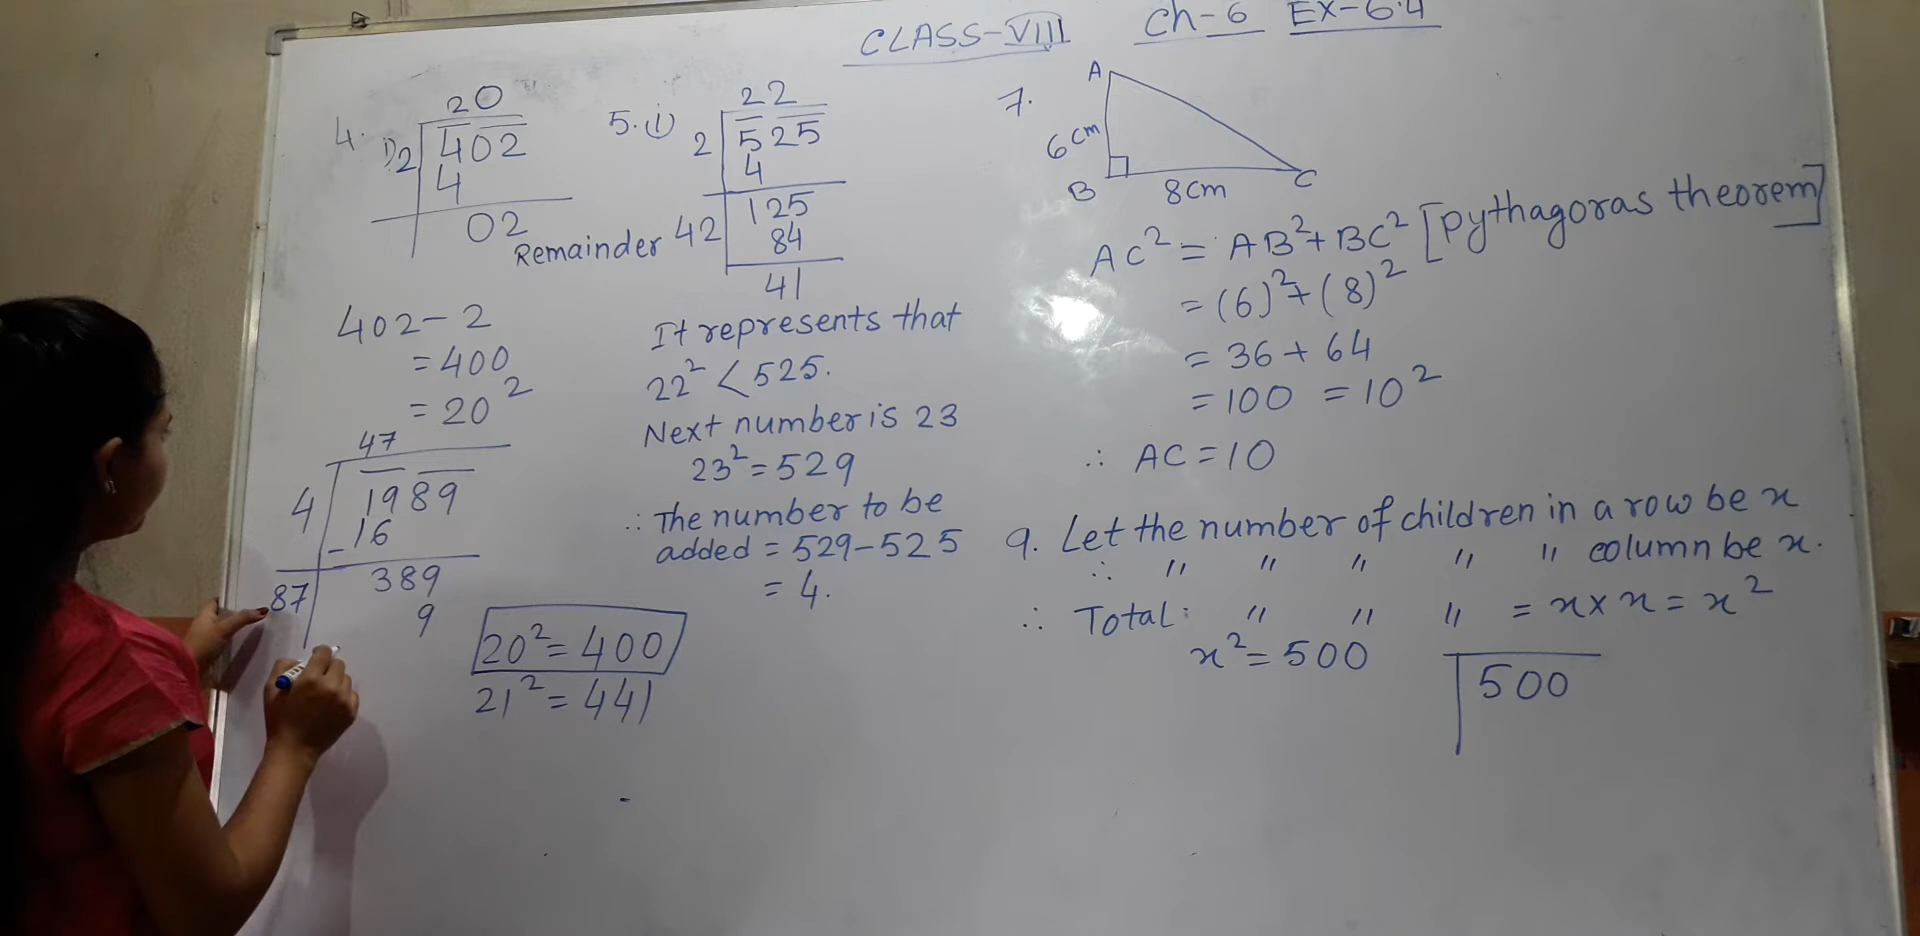 CLASS-VIII Ch-6 Ex-6.4
4. i)
20
2 402
4
02
402-2
= 400
= 20²
47
4 1989
-16
87 389
9
20² = 400
21² = 441
5. (i)
22
2 525
4
Remainder 42 125
84
41
It represents that
22² < 525.
Next number is 23
23² = 529
∴ The number to be
added = 529-525
= 4.
7.
A
6cm
B 8cm C
AC² = AB² + BC² [Pythagoras theorem]
= (6)² + (8)²
= 36 + 64
= 100 = 10²
∴ AC = 10
9. Let the number of children in a row be x
∴ " " " " " column be x.
∴ Total: " " " = x × x = x²
x² = 500
500